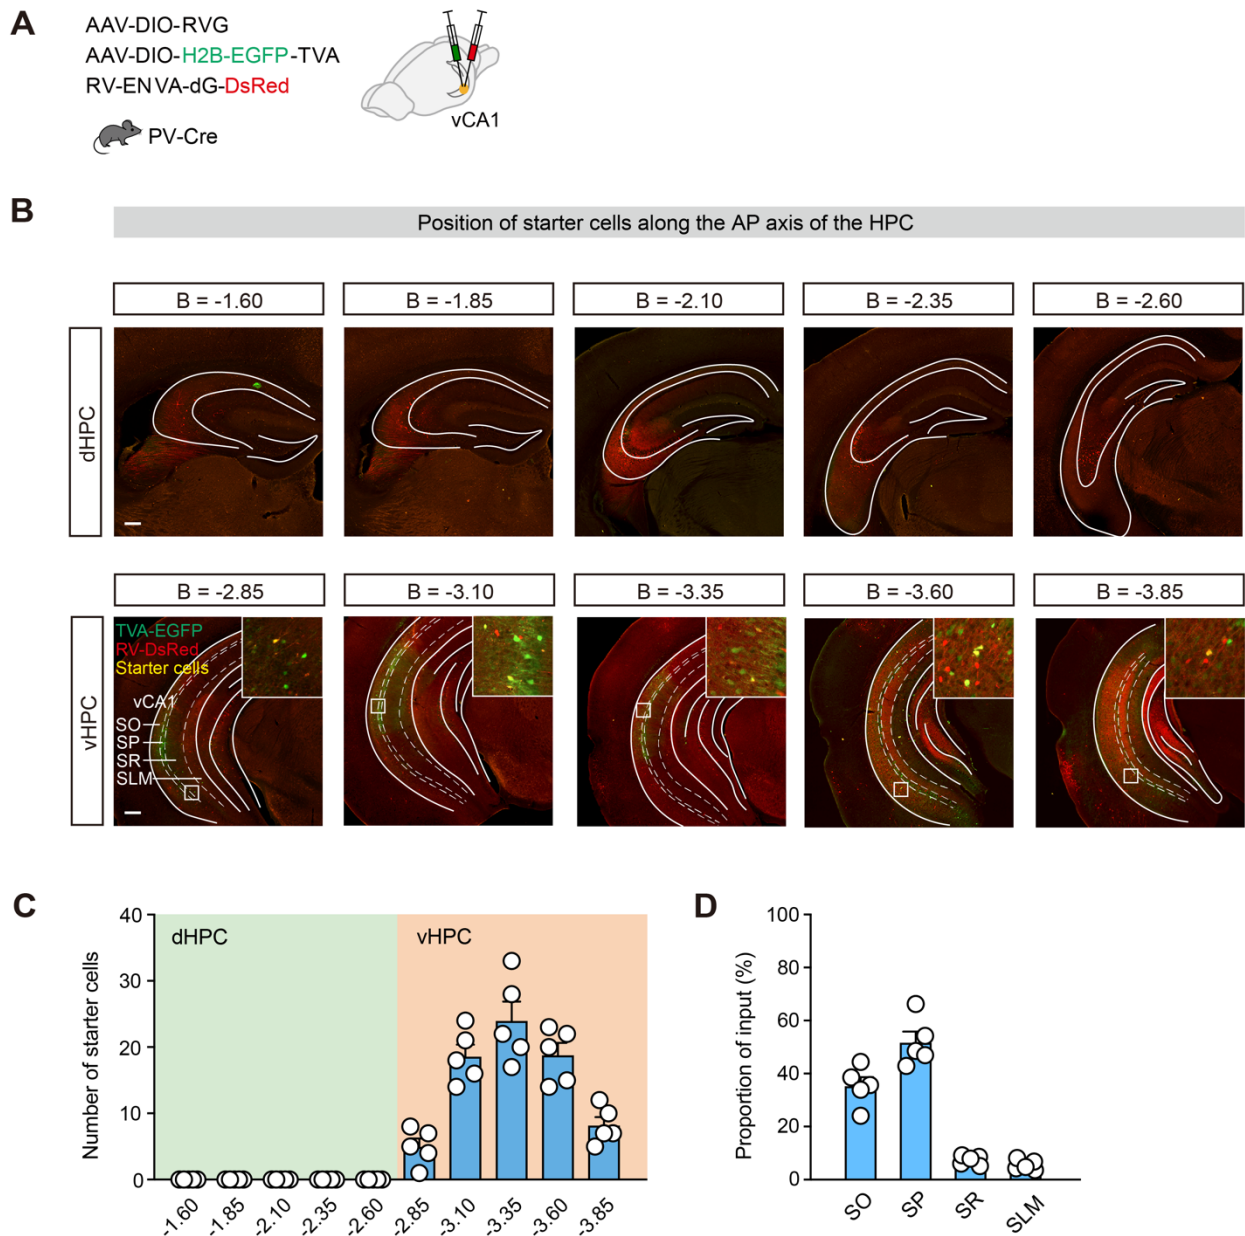 A
AAV-DIO-RVG
AAV-DIO-H2B-EGFP-TVA
RV-ENVA-dG-DsRed
PV-Cre
vCA1
B
Position of starter cells along the AP axis of the HPC
B = -1.60
B = -1.85
B = -2.10
B = -2.35
B = -2.60
dHPC
B = -2.85
B = -3.10
B = -3.35
B = -3.60
B = -3.85
vHPC
TVA-EGFP
RV-DsRed
Starter cells
vCA1
SO
SP
SR
SLM
C
Number of starter cells
40
30
20
10
0
dHPC
vHPC
-1.60
-1.85
-2.10
-2.35
-2.60
-2.85
-3.10
-3.35
-3.60
-3.85
D
Proportion of input (%)
100
80
60
40
20
0
SO
SP
SR
SLM